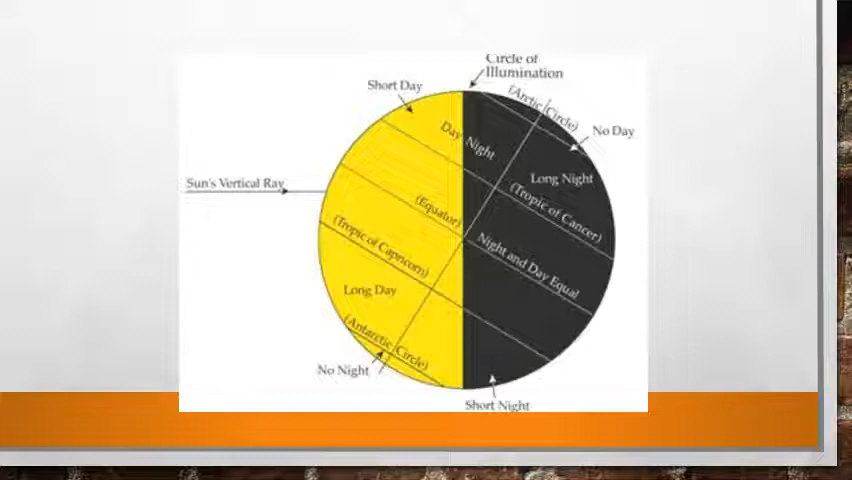 Circle of
Illumination
Short Day
(Arctic Circle)
No Day
Day Night
Long Night
Sun's Vertical Ray
(Tropic of Cancer)
(Equator)
(Tropic of Capricorn)
Night and Day Equal
Long Day
(Antarctic Circle)
No Night
Short Night